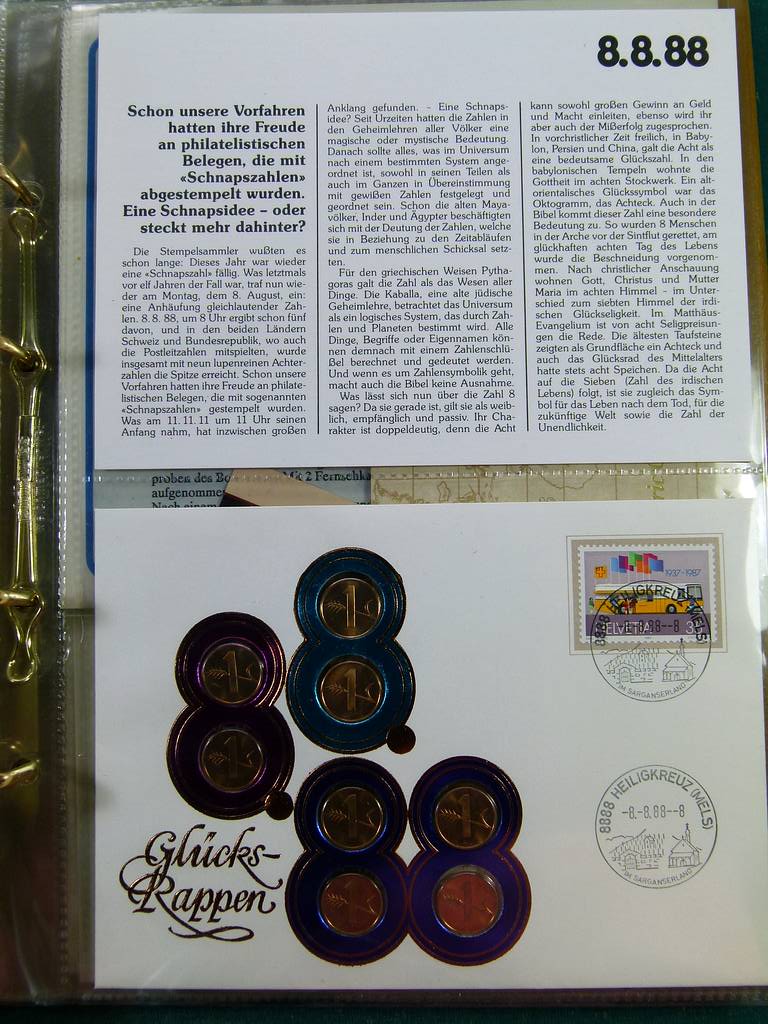 8.8.88
Schon unsere Vorfahren
hatten ihre Freude
an philatelistischen
Belegen, die mit
«Schnapszahlen»
abgestempelt wurden.
Eine Schnapsidee – oder
steckt mehr dahinter?
Die Stempelsammler wußten es
schon lange: Dieses Jahr war wieder
eine «Schnapszahl» fällig. Was letztmals
vor elf Jahren der Fall war, traf nun wie-
der am Montag, dem 8. August, ein:
eine Anhäufung gleichlautender Zah-
len. 8. 8. 88, um 8 Uhr ergibt schon fünf
davon, und in den beiden Ländern
Schweiz und Bundesrepublik, wo auch
die Postleitzahlen mitspielten, wurde
insgesamt mit neun lupenreinen Achter-
zahlen die Spitze erreicht. Schon unsere
Vorfahren hatten ihre Freude an philate-
listischen Belegen, die mit sogenannten
«Schnapszahlen» gestempelt wurden.
Was am 11. 11. 11 um 11 Uhr seinen
Anfang nahm, hat inzwischen großen
Anklang gefunden. – Eine Schnaps-
idee? Seit Urzeiten hatten die Zahlen in
den Geheimlehren aller Völker eine
magische oder mystische Bedeutung.
Danach sollte alles, was im Universum
nach einem bestimmten System angeord-
net ist, sowohl in seinen Teilen als
auch im Ganzen in Übereinstimmung
mit gewißen Zahlen festgelegt und
geordnet sein. Schon die alten Maya-
völker, Inder und Ägypter beschäftigten
sich mit der Deutung der Zahlen, welche
sie in Beziehung zu den Zeitabläufen
und zum menschlichen Schicksal setz-
ten.
Für den griechischen Weisen Pytha-
goras galt die Zahl als das Wesen aller
Dinge. Die Kaballa, eine alte jüdische
Geheimlehre, betrachtet das Universum
als ein logisches System, das durch Zah-
len und Planeten bestimmt wird. Alle
Dinge, Begriffe oder Eigennamen kön-
nen demnach mit einem Zahlenschlü-
ßel berechnet und gedeutet werden.
Und wenn es um Zahlensymbolik geht,
macht auch die Bibel keine Ausnahme.
Was lässt sich nun über die Zahl 8
sagen? Da sie gerade ist, gilt sie als weib-
lich, empfänglich und passiv. Ihr Cha-
rakter ist doppeldeutig, denn die Acht
kann sowohl großen Gewinn an Geld
und Macht einleiten, ebenso wird ihr
aber auch der Mißerfolg zugesprochen.
In vorchristlicher Zeit freilich, in Baby-
lon, Persien und China, galt die Acht als
eine bedeutsame Glückszahl. In den
babylonischen Tempeln wohnte die
Gottheit im achten Stockwerk. Ein alt-
orientalisches Glückssymbol war das
Oktogramm, das Achteck. Auch in der
Bibel kommt dieser Zahl eine besondere
Bedeutung zu. So wurden 8 Menschen
in der Arche vor der Sintflut gerettet, am
glückhaften achten Tag des Lebens
wurde die Beschneidung vorgenom-
men. Nach christlicher Anschauung
wohnen Gott, Christus und Mutter
Maria im achten Himmel – im Unter-
schied zum siebten Himmel der irdi-
schen Glückseligkeit. Im Matthäus-
Evangelium ist von acht Seligpreisun-
gen die Rede. Die ältesten Taufsteine
zeigten als Grundfläche ein Achteck und
auch das Glücksrad des Mittelalters
hatte stets acht Speichen. Da die Acht
auf die Sieben (Zahl des irdischen
Lebens) folgt, ist sie zugleich das Sym-
bol für das Leben nach dem Tod, für die
zukünftige Welt sowie die Zahl der
Unendlichkeit.
proben des Mit 2 Fernschka
aufgenomme
Nach einem
1937-1987
HELVETIA
8888 HEILIGKREUZ (MELS)
-8.-8.88--8
IM SARGANSERLAND
1
1
1
1
1 1
1 1
Glücks-
Rappen
8888 HEILIGKREUZ (MELS)
-8.-8.88--8
IM SARGANSERLAND